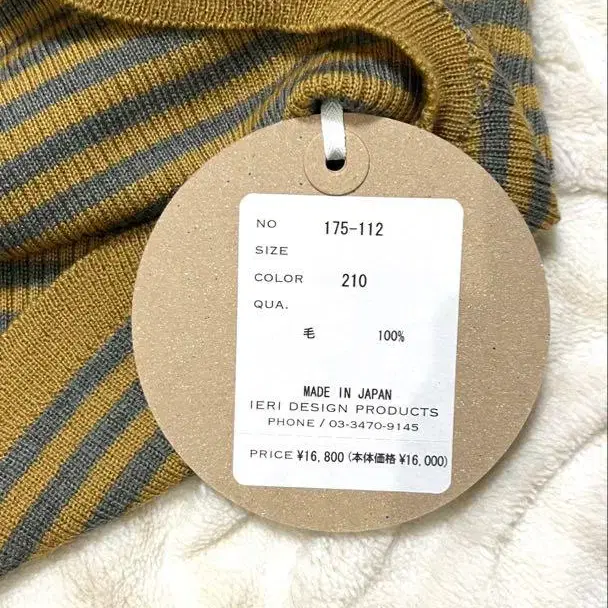 NO 175-112
SIZE
COLOR 210
QUA.
毛 100%
MADE IN JAPAN
IERI DESIGN PRODUCTS
PHONE / 03-3470-9145
PRICE ¥16,800 (本体価格 ¥16,000)